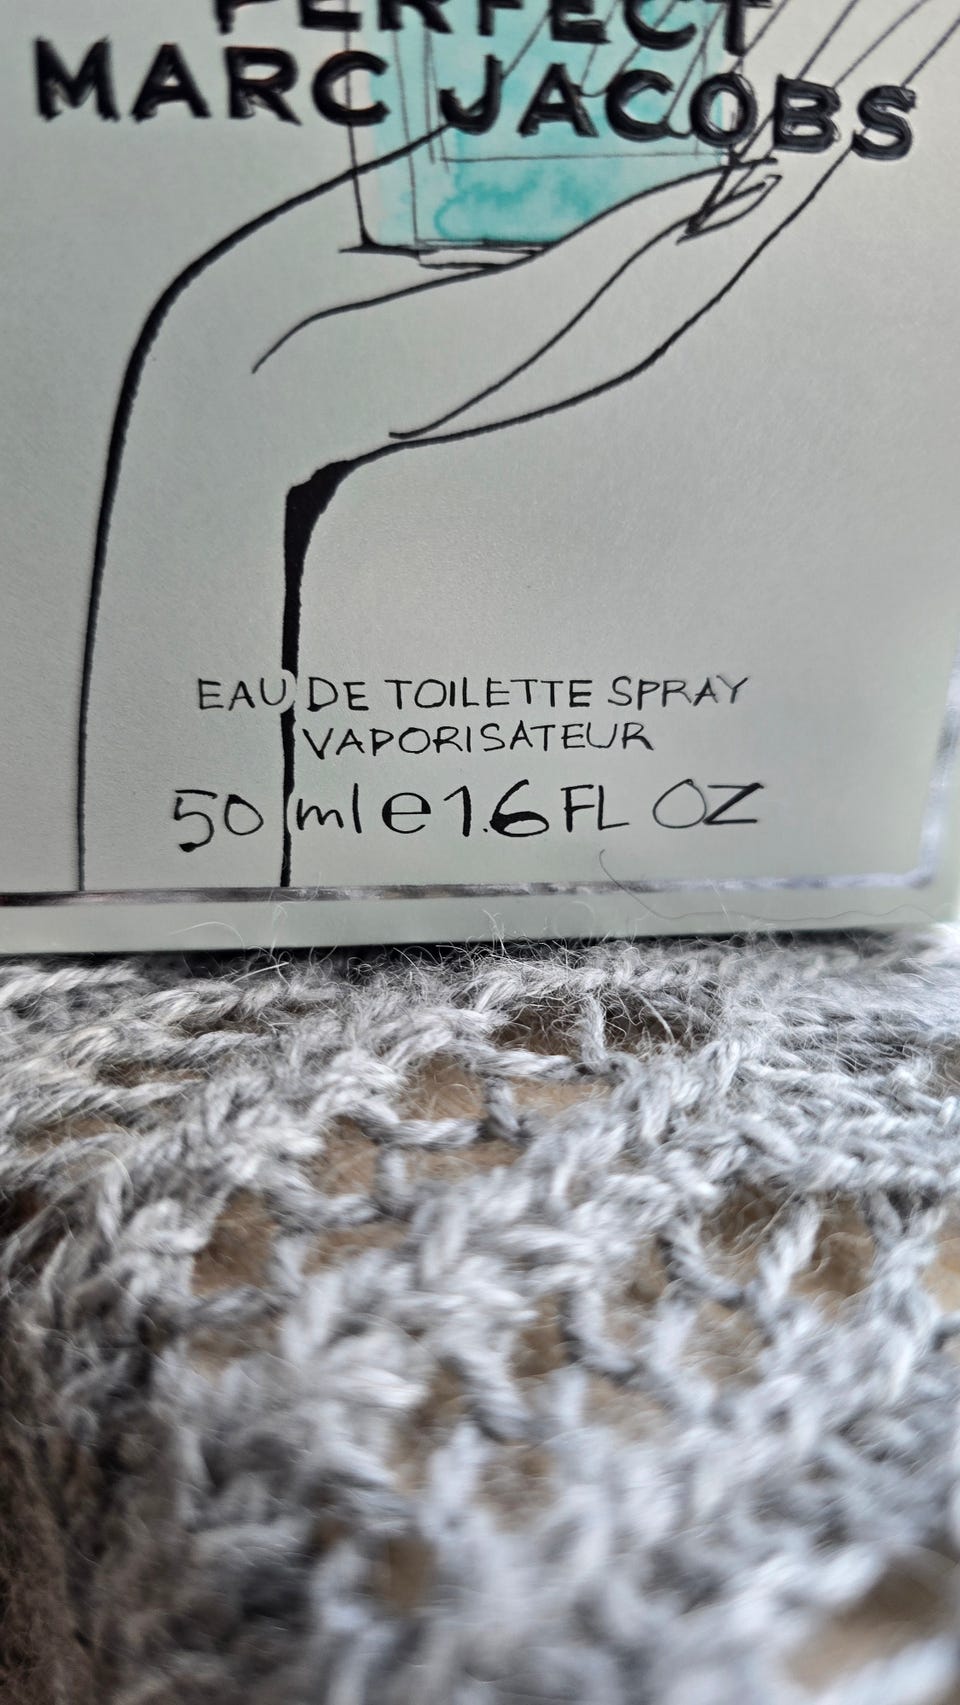 PERFECT
MARC JACOBS
EAU DE TOILETTE SPRAY
VAPORISATEUR
50 ml e 1.6 FL OZ